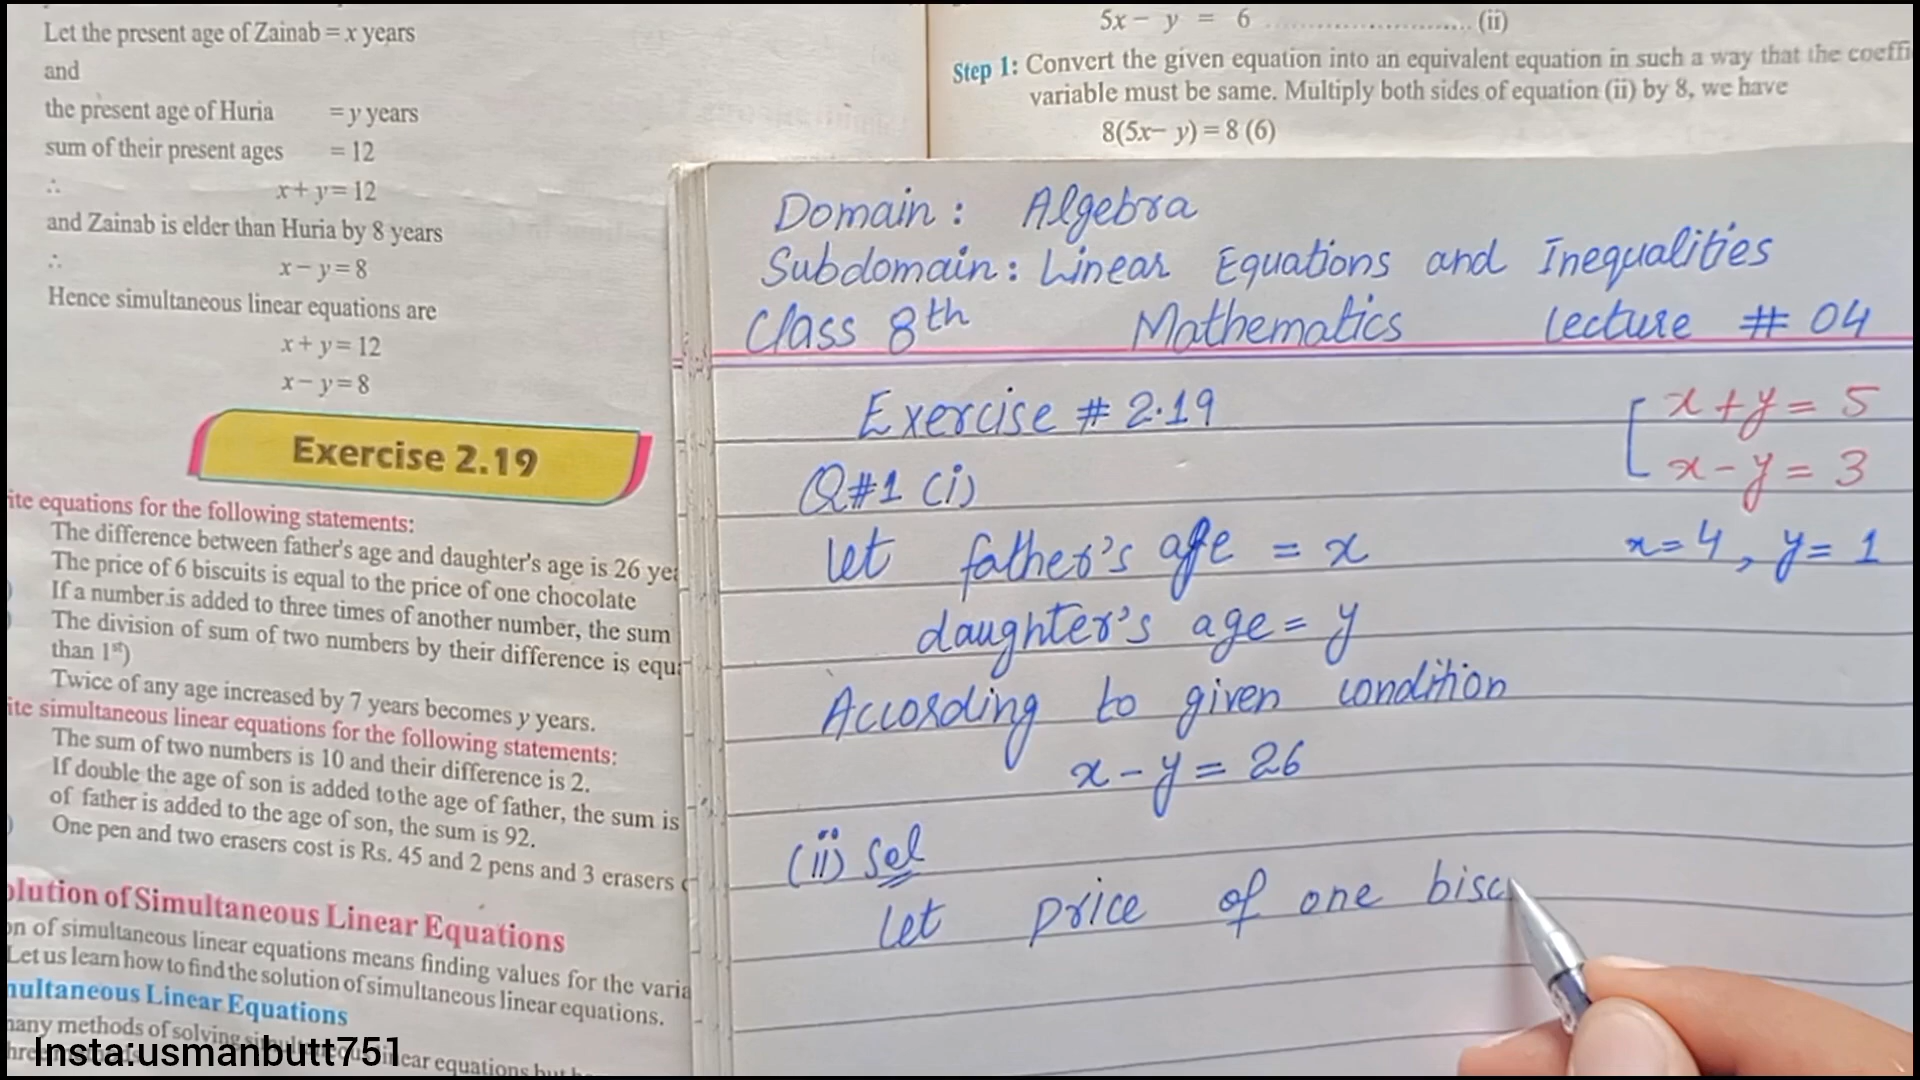 Let the present age of Zainab = x years
and
the present age of Huria = y years
sum of their present ages = 12
∴ x + y = 12
and Zainab is elder than Huria by 8 years
∴ x − y = 8
Hence simultaneous linear equations are
x + y = 12
x − y = 8
Exercise 2.19
ite equations for the following statements:
The difference between father's age and daughter's age is 26
The price of 6 biscuits is equal to the price of one chocolate
If a number is added to three times of another number, the sum
The division of sum of two numbers by their difference is
than 1st)
Twice of any age increased by 7 years becomes y years.
ite simultaneous linear equations for the following statements:
The sum of two numbers is 10 and their difference is 2.
If double the age of son is added to the age of father, the sum is
of father is added to the age of son, the sum is 92.
One pen and two erasers cost is Rs. 45 and 2 pens and 3 erasers
lution of Simultaneous Linear Equations
on of simultaneous linear equations means finding values for the
Let us learn how to find the solution of simultaneous linear equations.
multaneous Linear Equations
many methods of solving simultaneous linear equations but
Insta:usmanbutt751
5x − y = 6 ........................ (ii)
Step 1: Convert the given equation into an equivalent equation in such a way that the coeffi
variable must be same. Multiply both sides of equation (ii) by 8, we have
8(5x− y) = 8 (6)
Domain: Algebra
Subdomain: Linear Equations and Inequalities
Class 8th Mathematics Lecture # 04
Exercise # 2.19
x + y = 5
x − y = 3
Q#1 (i)
let father's age = x
x=4, y=1
daughter's age = y
According to given condition
x − y = 26
(ii) Sol
let price of one bisc